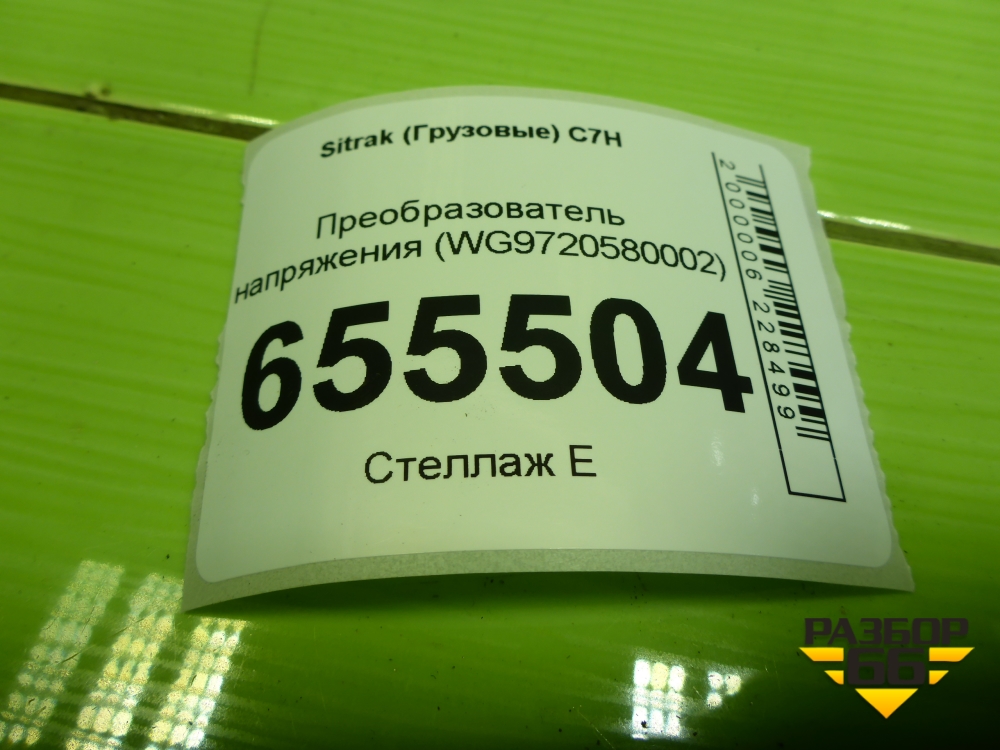 Sitrak (Грузовые) C7H
Преобразователь
напряжения (WG9720580002)
655504
Стеллаж Е
2000006228499
РАЗБОР
66